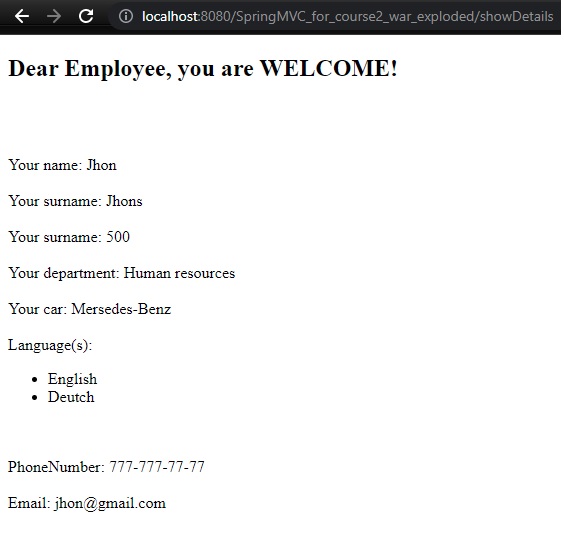 localhost:8080/SpringMVC_for_course2_war_exploded/showDetails
Dear Employee, you are WELCOME!
Your name: Jhon
Your surname: Jhons
Your surname: 500
Your department: Human resources
Your car: Mersedes-Benz
Language(s):
• English
• Deutch
PhoneNumber: 777-777-77-77
Email: jhon@gmail.com